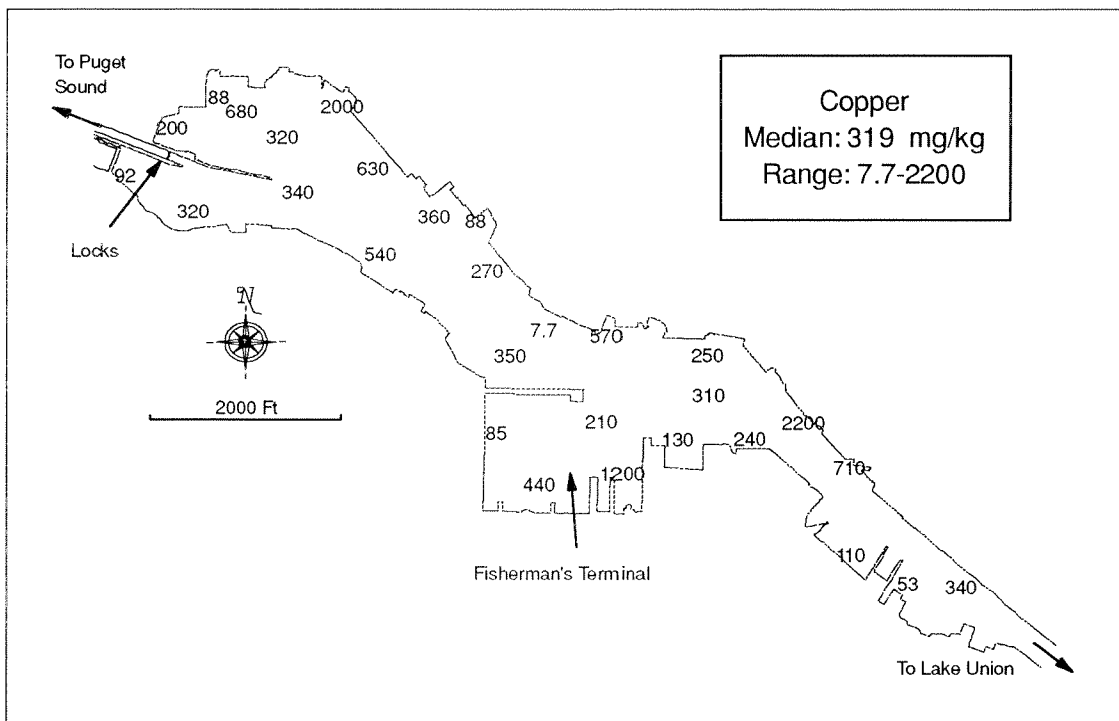 To Puget
Sound
88
680
2000
200
320
92
630
340
320
360
88
Locks
540
270
N
7.7
570
350
250
310
2000 Ft
210
2200
85
130
240
440
1200
710
Fisherman's Terminal
110
53
340
To Lake Union
Copper
Median: 319 mg/kg
Range: 7.7-2200